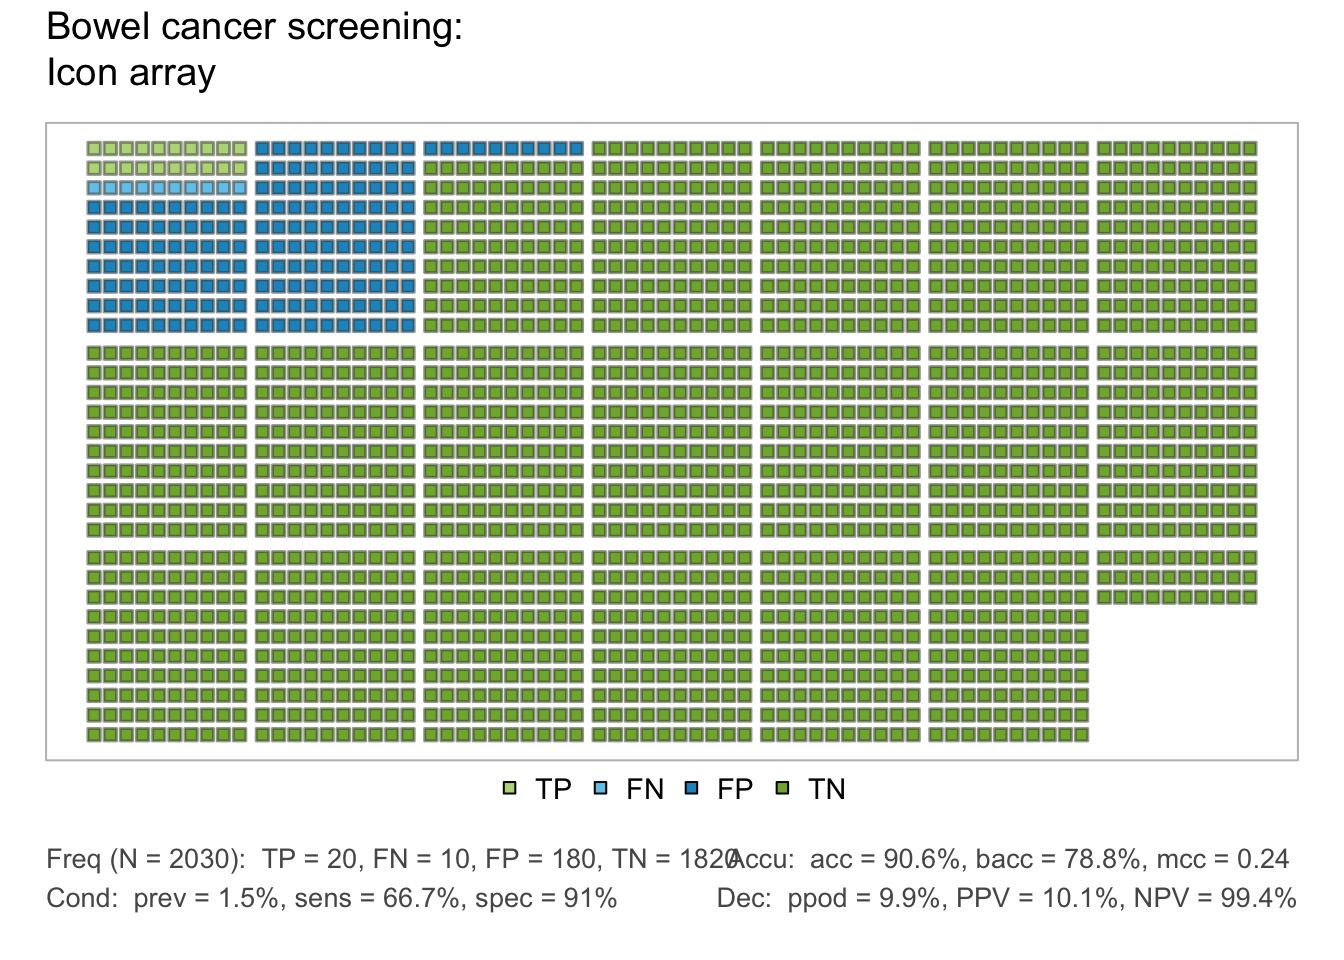 Bowel cancer screening:
Icon array
TP FN FP TN
Freq (N = 2030): TP = 20, FN = 10, FP = 180, TN = 1820 Accu: acc = 90.6%, bacc = 78.8%, mcc = 0.24
Cond: prev = 1.5%, sens = 66.7%, spec = 91% Dec: ppod = 9.9%, PPV = 10.1%, NPV = 99.4%